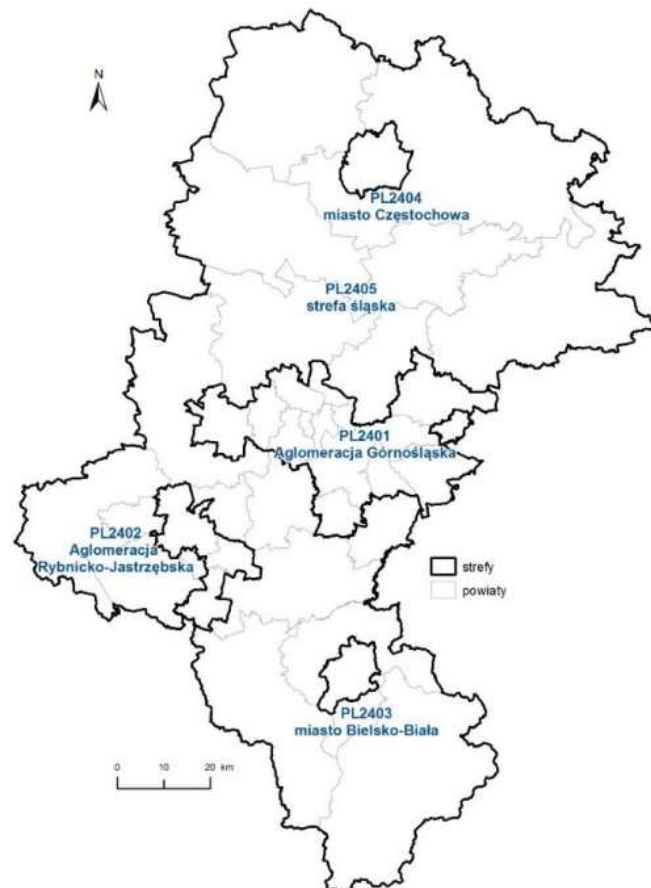 N
PL2404
miasto Częstochowa
PL2405
strefa śląska
PL2401
Aglomeracja Górnośląska
PL2402
Aglomeracja
Rybnicko-Jastrzębska
strefy
powiaty
PL2403
miasto Bielsko-Biała
0 10 20 km